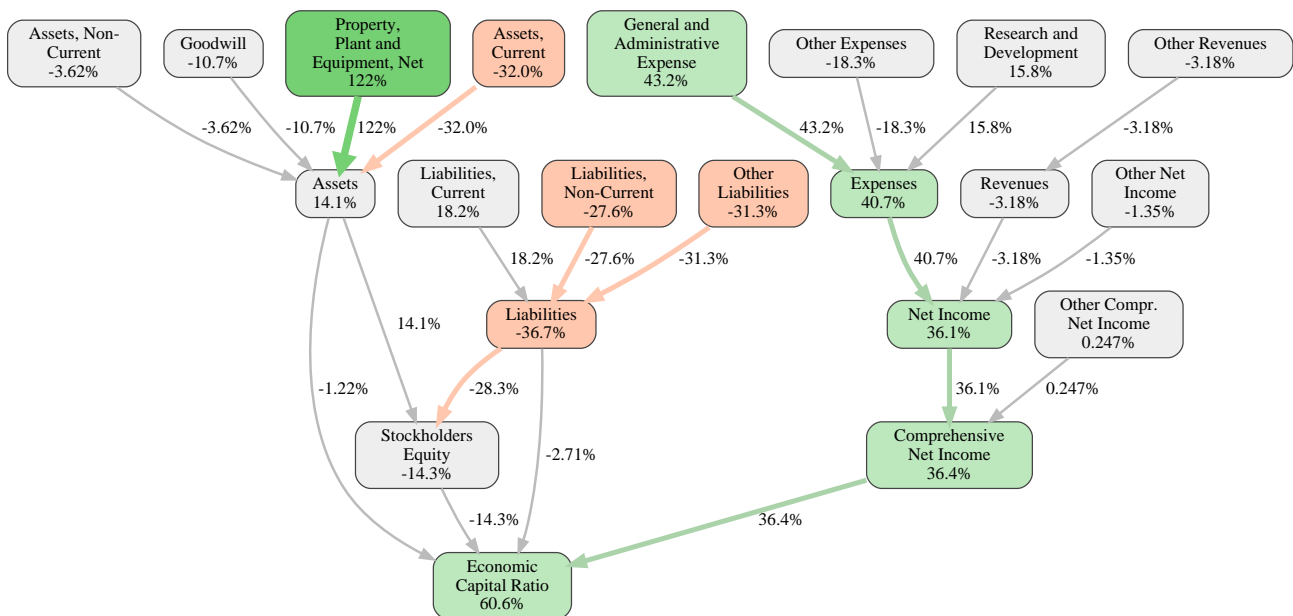 Assets, Non-
Current
-3.62%
Goodwill
-10.7%
Property,
Plant and
Equipment, Net
122%
Assets,
Current
-32.0%
General and
Administrative
Expense
43.2%
Other Expenses
-18.3%
Research and
Development
15.8%
Other Revenues
-3.18%
-3.62%
-10.7%
122%
-32.0%
43.2%
-18.3%
15.8%
-3.18%
Assets
14.1%
Liabilities,
Current
18.2%
Liabilities,
Non-Current
-27.6%
Other
Liabilities
-31.3%
Expenses
40.7%
Revenues
-3.18%
Other Net
Income
-1.35%
18.2%
-27.6%
-31.3%
40.7%
-3.18%
-1.35%
14.1%
Liabilities
-36.7%
Net Income
36.1%
Other Compr.
Net Income
0.247%
-1.22%
-28.3%
36.1%
0.247%
Stockholders
Equity
-14.3%
-2.71%
Comprehensive
Net Income
36.4%
-14.3%
36.4%
Economic
Capital Ratio
60.6%